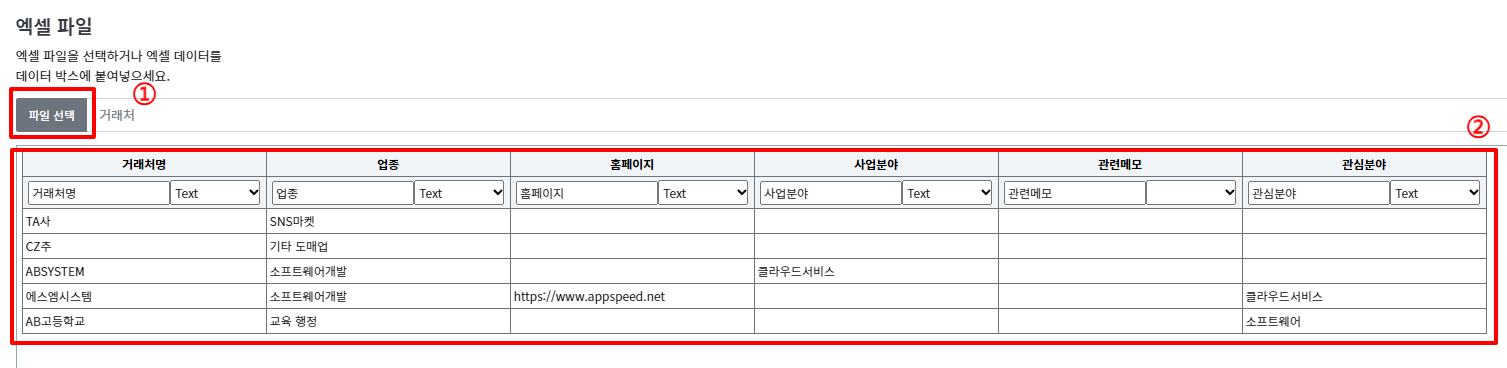 엑셀 파일
엑셀 파일을 선택하거나 엑셀 데이터를
데이터 박스에 붙여넣으세요.
①
파일 선택 거래처
②
거래처명 업종 홈페이지 사업분야 관련메모 관심분야
거래처명 Text 업종 Text 홈페이지 Text 사업분야 Text 관련메모 관심분야 Text
TA사 SNS마켓
CZ주 기타 도매업
ABSYSTEM 소프트웨어개발 클라우드서비스
에스엠시스템 소프트웨어개발 https://www.appspeed.net 클라우드서비스
AB고등학교 교육 행정 소프트웨어